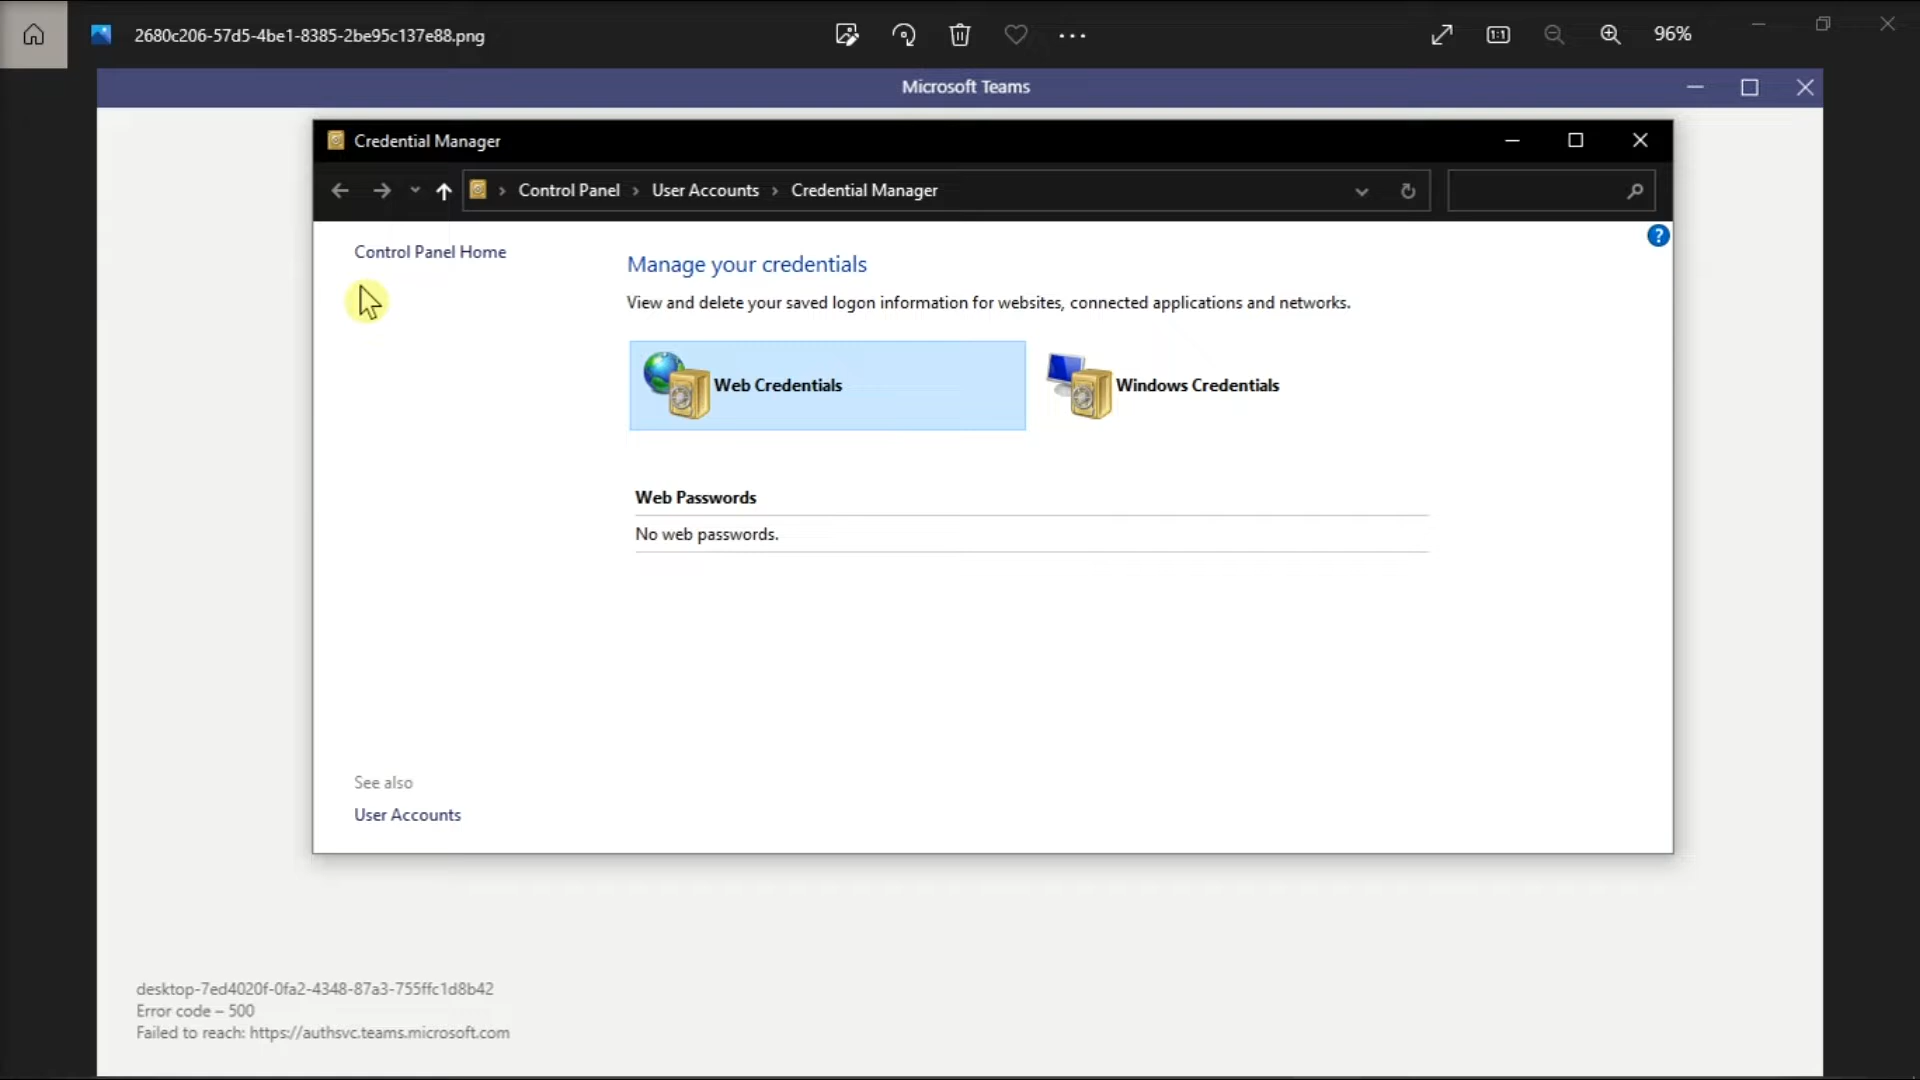 2680c206-57d5-4be1-8385-2be95c137e88.png
1:1
96%
Microsoft Teams
Credential Manager
Control Panel > User Accounts > Credential Manager
?
Control Panel Home
Manage your credentials
View and delete your saved logon information for websites, connected applications and networks.
Web Credentials
Windows Credentials
Web Passwords
No web passwords.
See also
User Accounts
desktop-7ed4020f-0fa2-4348-87a3-755ffc1d8b42
Error code – 500
Failed to reach: https://authsvc.teams.microsoft.com